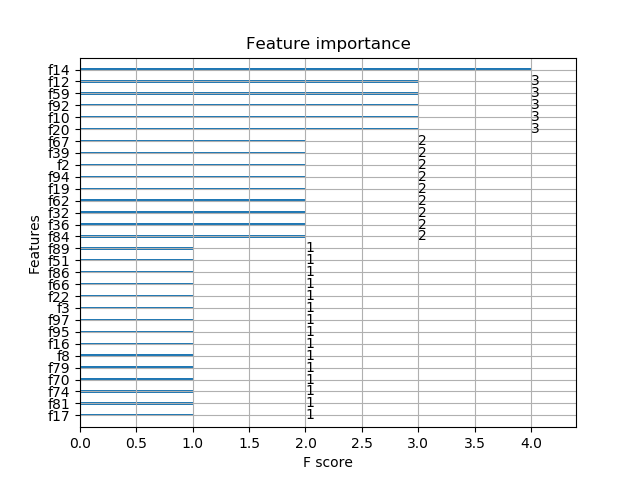 Feature importance
f14
f12 3
f59 3
f92 3
f10 3
f20 3
f67 2
f39 2
f2 2
f94 2
f19 2
f62 2
f32 2
f36 2
f84 2
f89 1
f51 1
f86 1
f66 1
f22 1
f3 1
f97 1
f95 1
f16 1
f8 1
f79 1
f70 1
f74 1
f81 1
f17 1
Features
0.0 0.5 1.0 1.5 2.0 2.5 3.0 3.5 4.0
F score